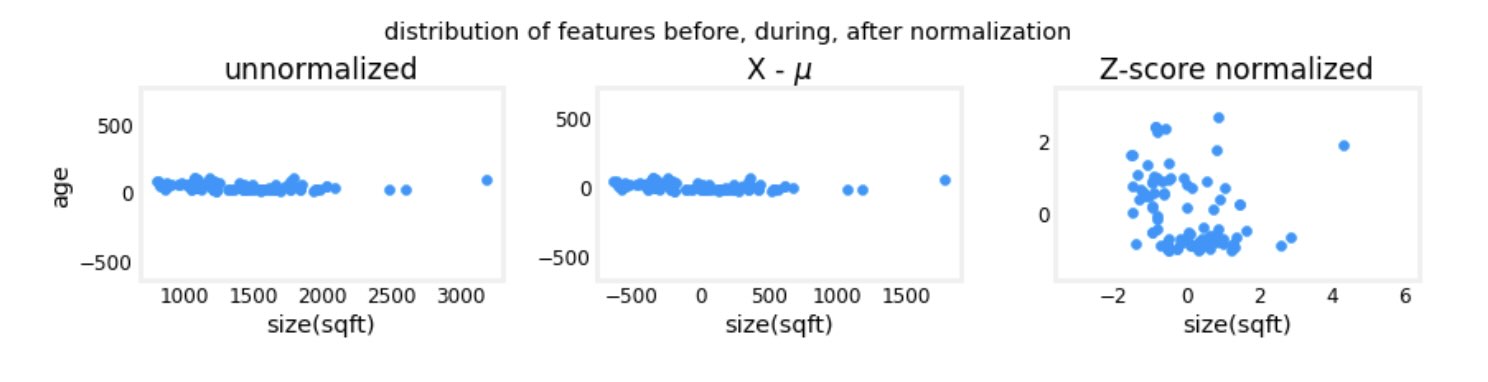 distribution of features before, during, after normalization
unnormalized
X - μ
Z-score normalized
500
0
−500
age
1000 1500 2000 2500 3000
size(sqft)
500
0
−500
−500 0 500 1000 1500
size(sqft)
2
0
−2 0 2 4 6
size(sqft)